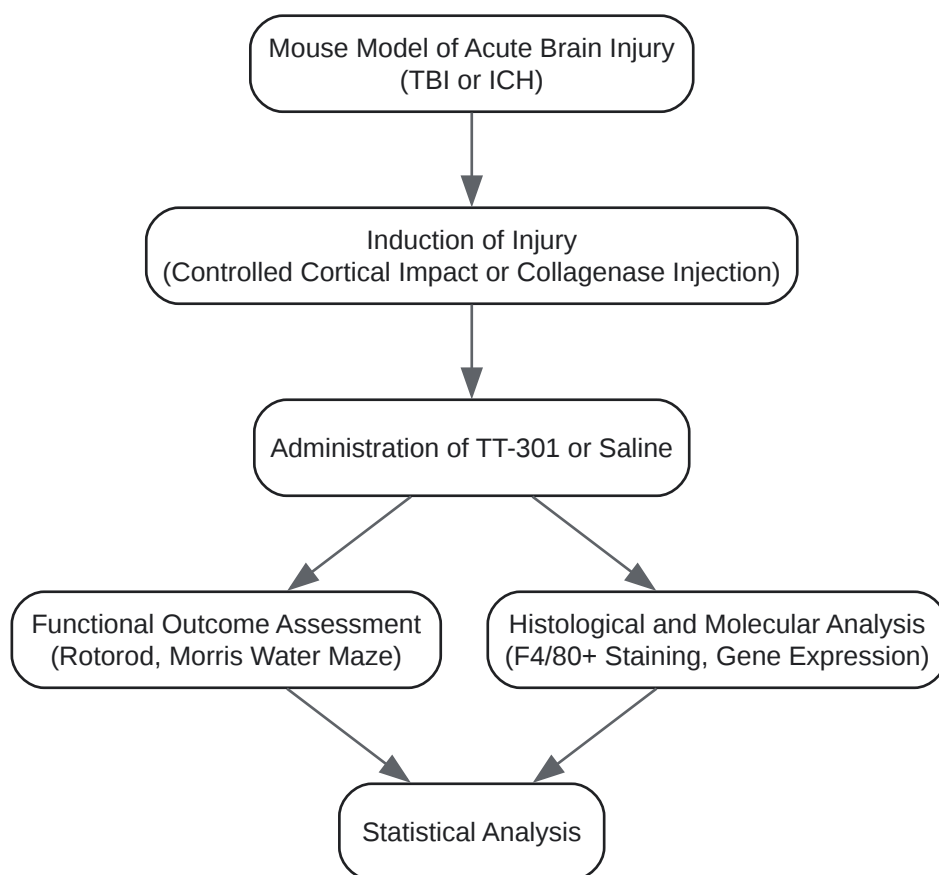 Mouse Model of Acute Brain Injury
(TBI or ICH)
Induction of Injury
(Controlled Cortical Impact or Collagenase Injection)
Administration of TT-301 or Saline
Functional Outcome Assessment
(Rotorod, Morris Water Maze)
Histological and Molecular Analysis
(F4/80+ Staining, Gene Expression)
Statistical Analysis